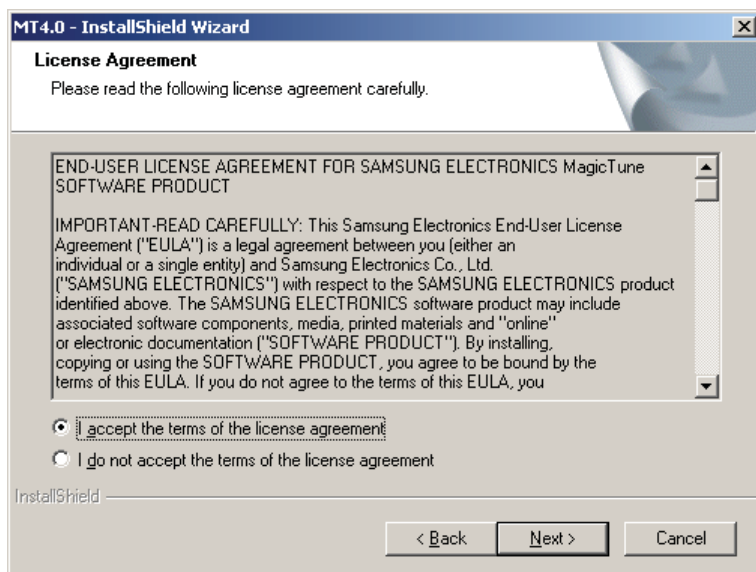 MT4.0 - InstallShield Wizard
License Agreement
Please read the following license agreement carefully.
END-USER LICENSE AGREEMENT FOR SAMSUNG ELECTRONICS MagicTune
SOFTWARE PRODUCT
IMPORTANT-READ CAREFULLY: This Samsung Electronics End-User License
Agreement ("EULA") is a legal agreement between you (either an
individual or a single entity) and Samsung Electronics Co., Ltd.
("SAMSUNG ELECTRONICS") with respect to the SAMSUNG ELECTRONICS product
identified above. The SAMSUNG ELECTRONICS software product may include
associated software components, media, printed materials and "online"
or electronic documentation ("SOFTWARE PRODUCT"). By installing,
copying or using the SOFTWARE PRODUCT, you agree to be bound by the
terms of this EULA. If you do not agree to the terms of this EULA, you
I accept the terms of the license agreement
I do not accept the terms of the license agreement
InstallShield
< Back Next > Cancel